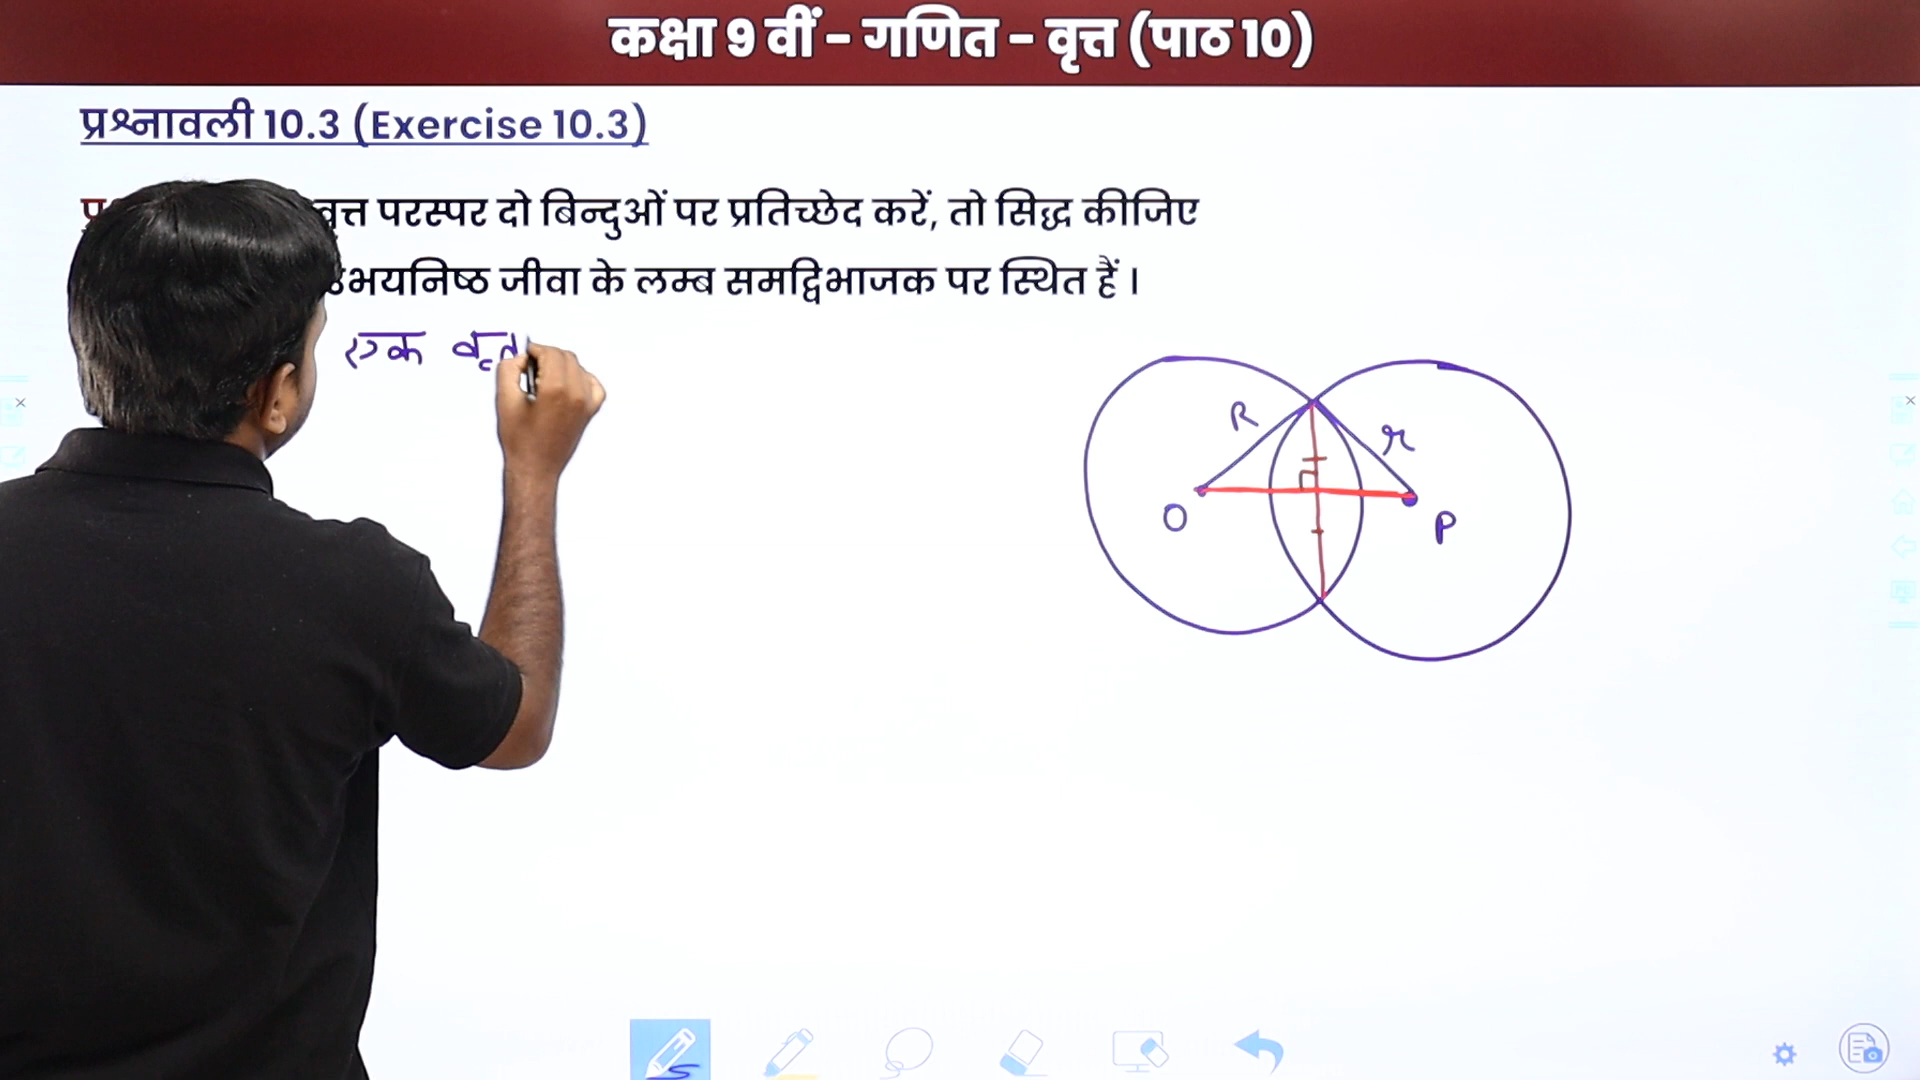 कक्षा 9 वीं - गणित - वृत्त (पाठ 10)
प्रश्नावली 10.3 (Exercise 10.3)
वृत्त परस्पर दो बिन्दुओं पर प्रतिच्छेद करें, तो सिद्ध कीजिए
उभयनिष्ठ जीवा के लम्ब समद्विभाजक पर स्थित हैं ।
एक वृत
R r
O P